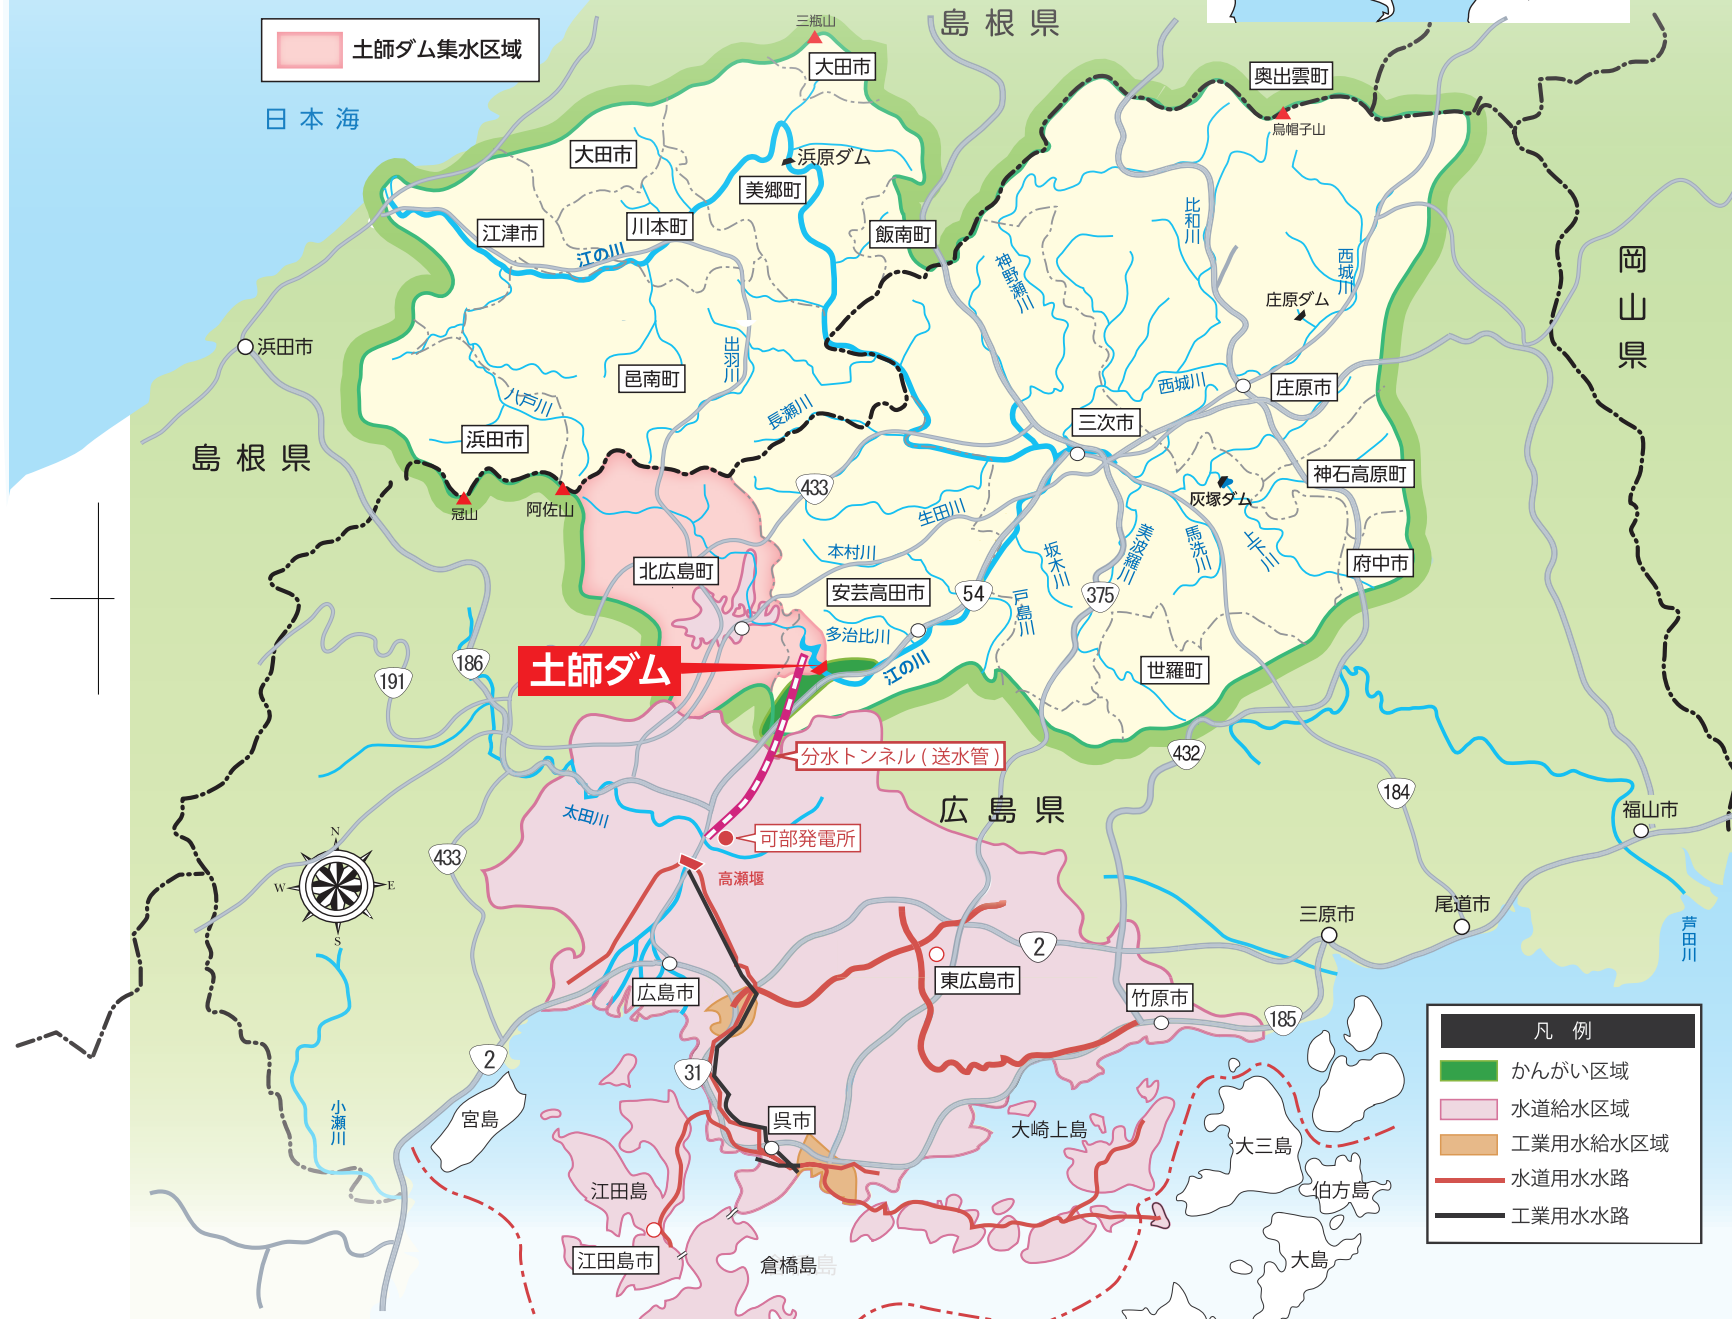 土師ダム集水区域
日本海
三瓶山
島根県
大田市
奥出雲町
烏帽子山
大田市
浜原ダム
美郷町
川本町
江津市
江の川
飯南町
比和川
神野瀬川
西城川
庄原ダム
岡山県
浜田市
出羽川
邑南町
八戸川
長瀬川
西城川
庄原市
三次市
浜田市
島根県
冠山
阿佐山
433
神石高原町
灰塚ダム
生田川
本村川
坂木川
美波羅川
馬洗川
上下川
府中市
北広島町
安芸高田市
54
375
戸島川
多治比川
江の川
186
191
土師ダム
世羅町
分水トンネル(送水管)
432
184
太田川
広島県
福山市
可部発電所
433
高瀬堰
N
W
E
S
三原市
尾道市
芦田川
2
東広島市
広島市
竹原市
185
2
31
小瀬川
宮島
呉市
大崎上島
大三島
江田島
伯方島
江田島市
倉橋島
大島
凡例
かんがい区域
水道給水区域
工業用水給水区域
水道用水水路
工業用水水路